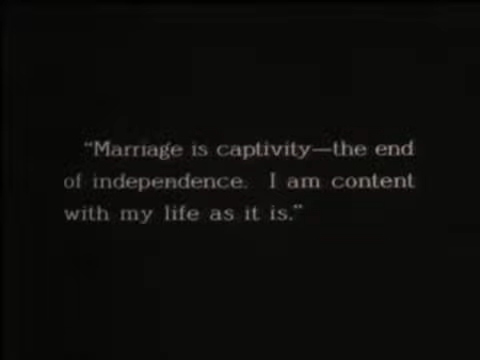 “Marriage is captivity—the end
of independence. I am content
with my life as it is.”